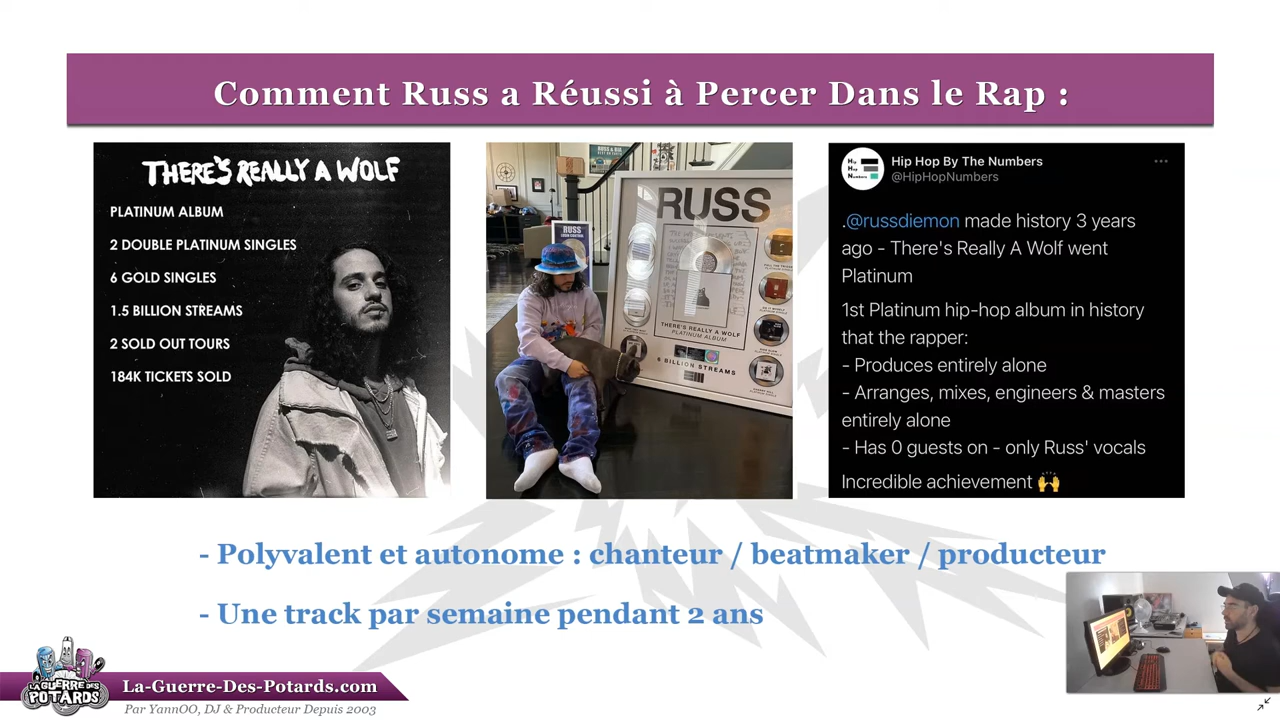 Comment Russ a Réussi à Percer Dans le Rap :
THERE'S REALLY A WOLF
PLATINUM ALBUM
2 DOUBLE PLATINUM SINGLES
6 GOLD SINGLES
1.5 BILLION STREAMS
2 SOLD OUT TOURS
184K TICKETS SOLD
RUSS
RUSS
THERE'S REALLY A WOLF
PLATINUM ALBUM
6 BILLION STREAMS
Hip Hop By The Numbers
@HipHopNumbers
.@russdiemon made history 3 years
ago - There's Really A Wolf went
Platinum
1st Platinum hip-hop album in history
that the rapper:
- Produces entirely alone
- Arranges, mixes, engineers & masters
entirely alone
- Has 0 guests on - only Russ' vocals
Incredible achievement 🙌
- Polyvalent et autonome : chanteur / beatmaker / producteur
- Une track par semaine pendant 2 ans
LA GUERRE DES
POTARDS
La-Guerre-Des-Potards.com
Par YannOO, DJ & Producteur Depuis 2003